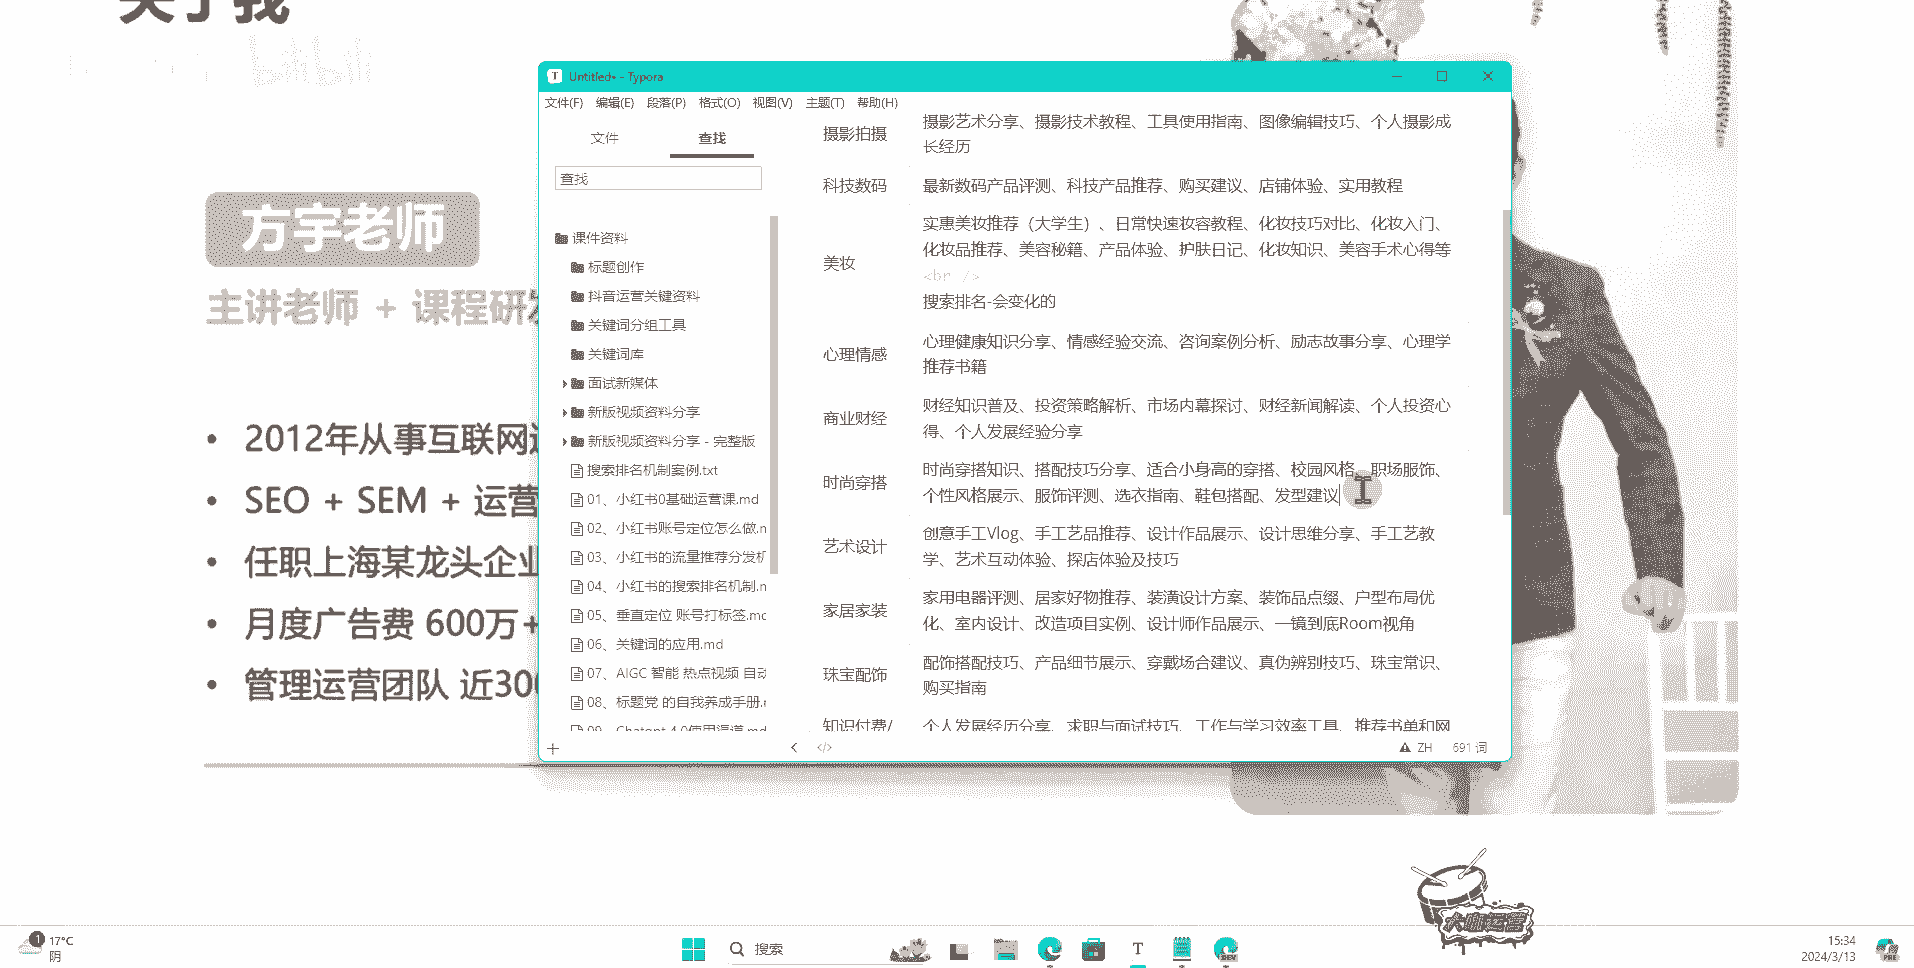 关于我
bilibili
方宇老师
主讲老师 + 课程研发
2012年从事互联网运
SEO + SEM + 运营
任职上海某龙头企业
月度广告费 600万+
管理运营团队 近300
Untitled• - Typora
文件(F) 编辑(E) 段落(P) 格式(O) 视图(V) 主题(T) 帮助(H)
文件 查找
查找
课件资料
标题创作
抖音运营关键资料
关键词分组工具
关键词库
面试新媒体
新版视频资料分享
新版视频资料分享 - 完整版
搜索排名机制案例.txt
01、小红书0基础运营课.md
02、小红书账号定位怎么做.m
03、小红书的流量推荐分发机
04、小红书的搜索排名机制.m
05、垂直定位 账号打标签.md
06、关键词的应用.md
07、AIGC 智能 热点视频 自动
08、标题党 的自我养成手册.
09、Chatgpt 4.0使用渠道.md
摄影拍摄
摄影艺术分享、摄影技术教程、工具使用指南、图像编辑技巧、个人摄影成
长经历
科技数码
最新数码产品评测、科技产品推荐、购买建议、店铺体验、实用教程
美妆
实惠美妆推荐（大学生）、日常快速妆容教程、化妆技巧对比、化妆入门、
化妆品推荐、美容秘籍、产品体验、护肤日记、化妆知识、美容手术心得等
<br />
搜索排名-会变化的
心理情感
心理健康知识分享、情感经验交流、咨询案例分析、励志故事分享、心理学
推荐书籍
商业财经
财经知识普及、投资策略解析、市场内幕探讨、财经新闻解读、个人投资心
得、个人发展经验分享
时尚穿搭
时尚穿搭知识、搭配技巧分享、适合小身高的穿搭、校园风格、职场服饰、
个性风格展示、服饰评测、选衣指南、鞋包搭配、发型建议
艺术设计
创意手工Vlog、手工艺品推荐、设计作品展示、设计思维分享、手工艺教
学、艺术互动体验、探店体验及技巧
家居家装
家用电器评测、居家好物推荐、装潢设计方案、装饰品点缀、户型布局优
化、室内设计、改造项目实例、设计师作品展示、一镜到底Room视角
珠宝配饰
配饰搭配技巧、产品细节展示、穿戴场合建议、真伪辨别技巧、珠宝常识、
购买指南
知识付费/
个人发展经历分享、求职与面试技巧、工作与学习效率工具、推荐书单和网
</> ZH 691 词
大咖运营
1 17°C
阴
搜索
DEV
15:34
2024/3/13
PRE